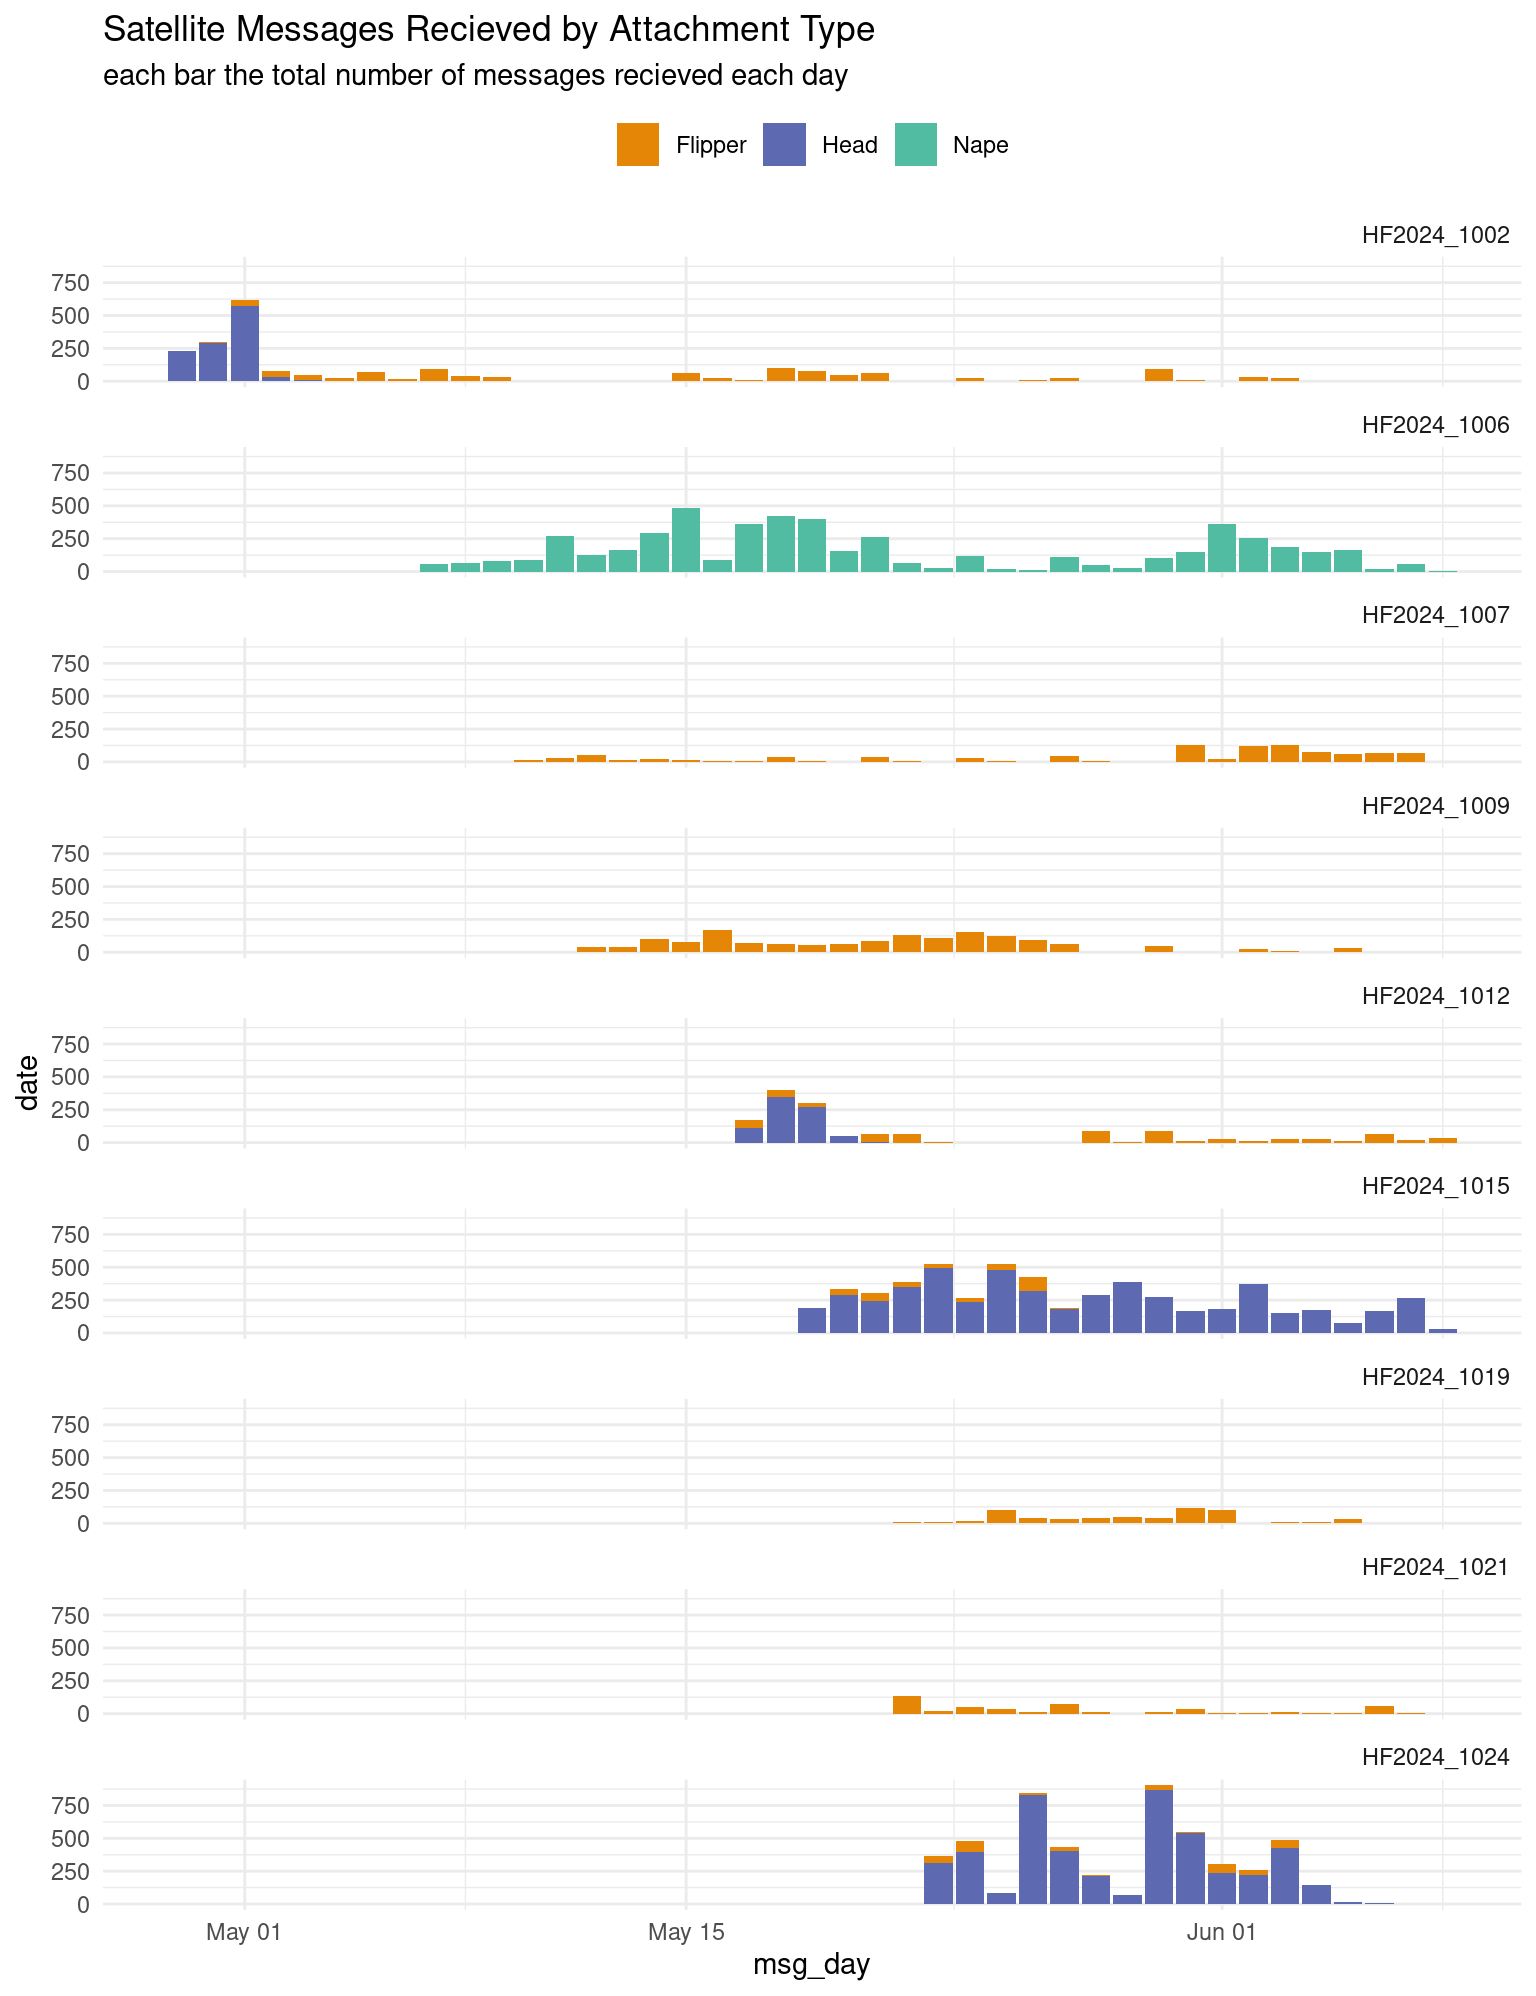 Satellite Messages Recieved by Attachment Type
each bar the total number of messages recieved each day
Flipper Head Nape
HF2024_1002
750
500
250
0
HF2024_1006
750
500
250
0
HF2024_1007
750
500
250
0
HF2024_1009
750
500
250
0
HF2024_1012
750
500
250
0
date
HF2024_1015
750
500
250
0
HF2024_1019
750
500
250
0
HF2024_1021
750
500
250
0
HF2024_1024
750
500
250
0
May 01 May 15 Jun 01
msg_day